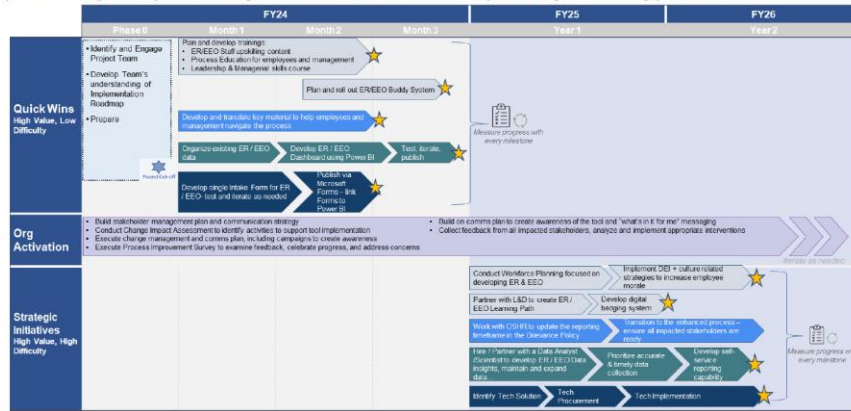 FY24
FY25
FY26
Phase 0
Month 1
Month 2
Month 3
Year 1
Year 2
Quick Wins
High Value, Low
Difficulty
• Identify and Engage
Project Team
• Develop Team's
understanding of
Implementation
Roadmap
• Prepare
Project Kick-off
Plan and develop trainings:
• ER/EEO Staff upskilling content
• Process Education for employees and management
• Leadership & Managerial skills course
Plan and roll out ER/EEO Buddy System
Develop and translate key material to help employees and
management navigate the process
Organize existing ER / EEO
data
Develop ER / EEO
Dashboard using Power BI
Test, iterate,
publish
Develop single Intake Form for ER
/ EEO- test and iterate as needed
Publish via
Microsoft
Forms – link
Forms to
Power BI
Measure progress with
every milestone
Org
Activation
• Build stakeholder management plan and communication strategy
• Conduct Change Impact Assessment to identify activities to support tool implementation
• Execute change management and comms plan, including campaigns to create awareness
• Execute Process Improvement Survey to examine feedback, celebrate progress, and address concerns
• Build on comms plan to create awareness of the tool and "what's in it for me" messaging
• Collect feedback from all impacted stakeholders, analyze and implement appropriate interventions
Iterate as needed
Strategic
Initiatives
High Value, High
Difficulty
Conduct Workforce Planning focused on
developing ER & EEO
Implement DEI + culture related
strategies to increase employee
morale
Partner with L&D to create ER /
EEO Learning Path
Develop digital
badging system
Work with OSHR to update the reporting
timeframe in the Grievance Policy
Transition to the enhanced process –
ensure all impacted stakeholders are
ready
Hire / Partner with a Data Analyst
/Scientist to develop ER / EEO Data
insights, maintain and expand
data...
Prioritize accurate
& timely data
collection
Develop self-
service
reporting
capability
Identify Tech Solution
Tech
Procurement
Tech Implementation
Measure progress w
every milestone